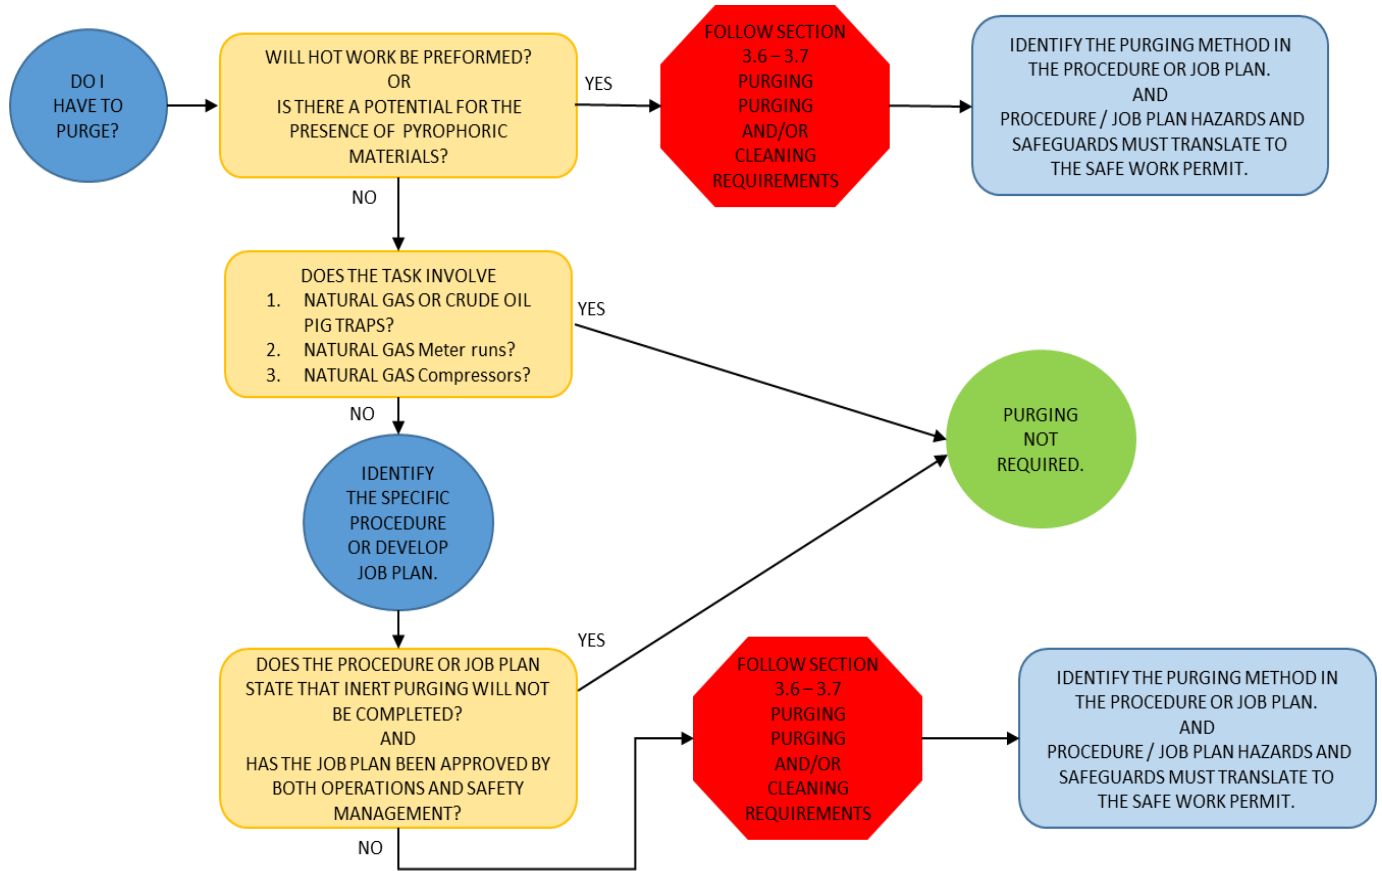 DO I
HAVE TO
PURGE?
WILL HOT WORK BE PREFORMED?
OR
IS THERE A POTENTIAL FOR THE
PRESENCE OF PYROPHORIC
MATERIALS?
YES
FOLLOW SECTION
3.6 – 3.7
PURGING
PURGING
AND/OR
CLEANING
REQUIREMENTS
IDENTIFY THE PURGING METHOD IN
THE PROCEDURE OR JOB PLAN.
AND
PROCEDURE / JOB PLAN HAZARDS AND
SAFEGUARDS MUST TRANSLATE TO
THE SAFE WORK PERMIT.
NO
DOES THE TASK INVOLVE
1. NATURAL GAS OR CRUDE OIL
PIG TRAPS?
2. NATURAL GAS Meter runs?
3. NATURAL GAS Compressors?
YES
PURGING
NOT
REQUIRED.
NO
IDENTIFY
THE SPECIFIC
PROCEDURE
OR DEVELOP
JOB PLAN.
DOES THE PROCEDURE OR JOB PLAN
STATE THAT INERT PURGING WILL NOT
BE COMPLETED?
AND
HAS THE JOB PLAN BEEN APPROVED BY
BOTH OPERATIONS AND SAFETY
MANAGEMENT?
YES
NO
FOLLOW SECTION
3.6 – 3.7
PURGING
PURGING
AND/OR
CLEANING
REQUIREMENTS
IDENTIFY THE PURGING METHOD IN
THE PROCEDURE OR JOB PLAN.
AND
PROCEDURE / JOB PLAN HAZARDS AND
SAFEGUARDS MUST TRANSLATE TO
THE SAFE WORK PERMIT.